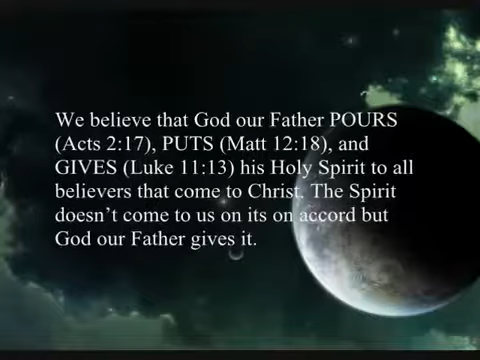 We believe that God our Father POURS
(Acts 2:17), PUTS (Matt 12:18), and
GIVES (Luke 11:13) his Holy Spirit to all
believers that come to Christ. The Spirit
doesn’t come to us on its on accord but
God our Father gives it.